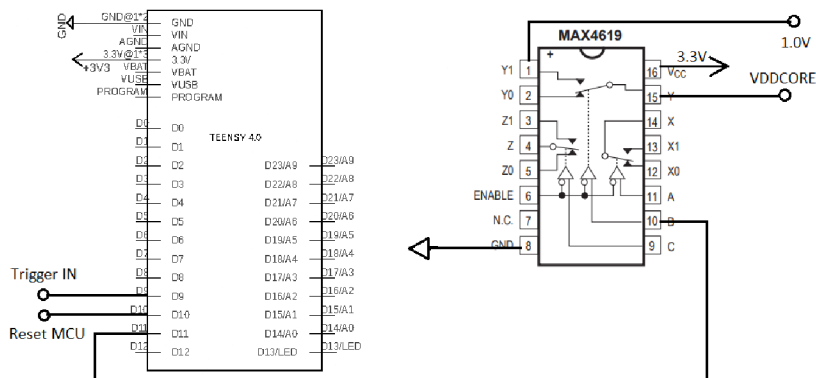 GND
GND@1*2
GND
VIN
VIN
AGND
AGND
3.3V@1*3
3.3V
+3V3
VBAT
VBAT
VUSB
VUSB
PROGRAM
PROGRAM
TEENSY 4.0
D0
D0
D1
D1
D2
D2
D23/A9
D23/A9
D3
D3
D22/A8
D22/A8
D4
D4
D21/A7
D21/A7
D5
D5
D20/A6
D20/A6
D6
D6
D19/A5
D19/A5
D7
D7
D18/A4
D18/A4
D8
D8
D17/A3
D17/A3
Trigger IN
D9
D9
D16/A2
D16/A2
D10
D10
D15/A1
D15/A1
Reset MCU
D11
D11
D14/A0
D14/A0
D12
D12
D13/LED
D13/LED
MAX4619
+
1.0V
Y1 1 16 VCC 3.3V
Y0 2 15 Y VDDCORE
Z1 3 14 X
Z 4 13 X1
Z0 5 12 X0
ENABLE 6 11 A
N.C. 7 10 B
GND 8 9 C